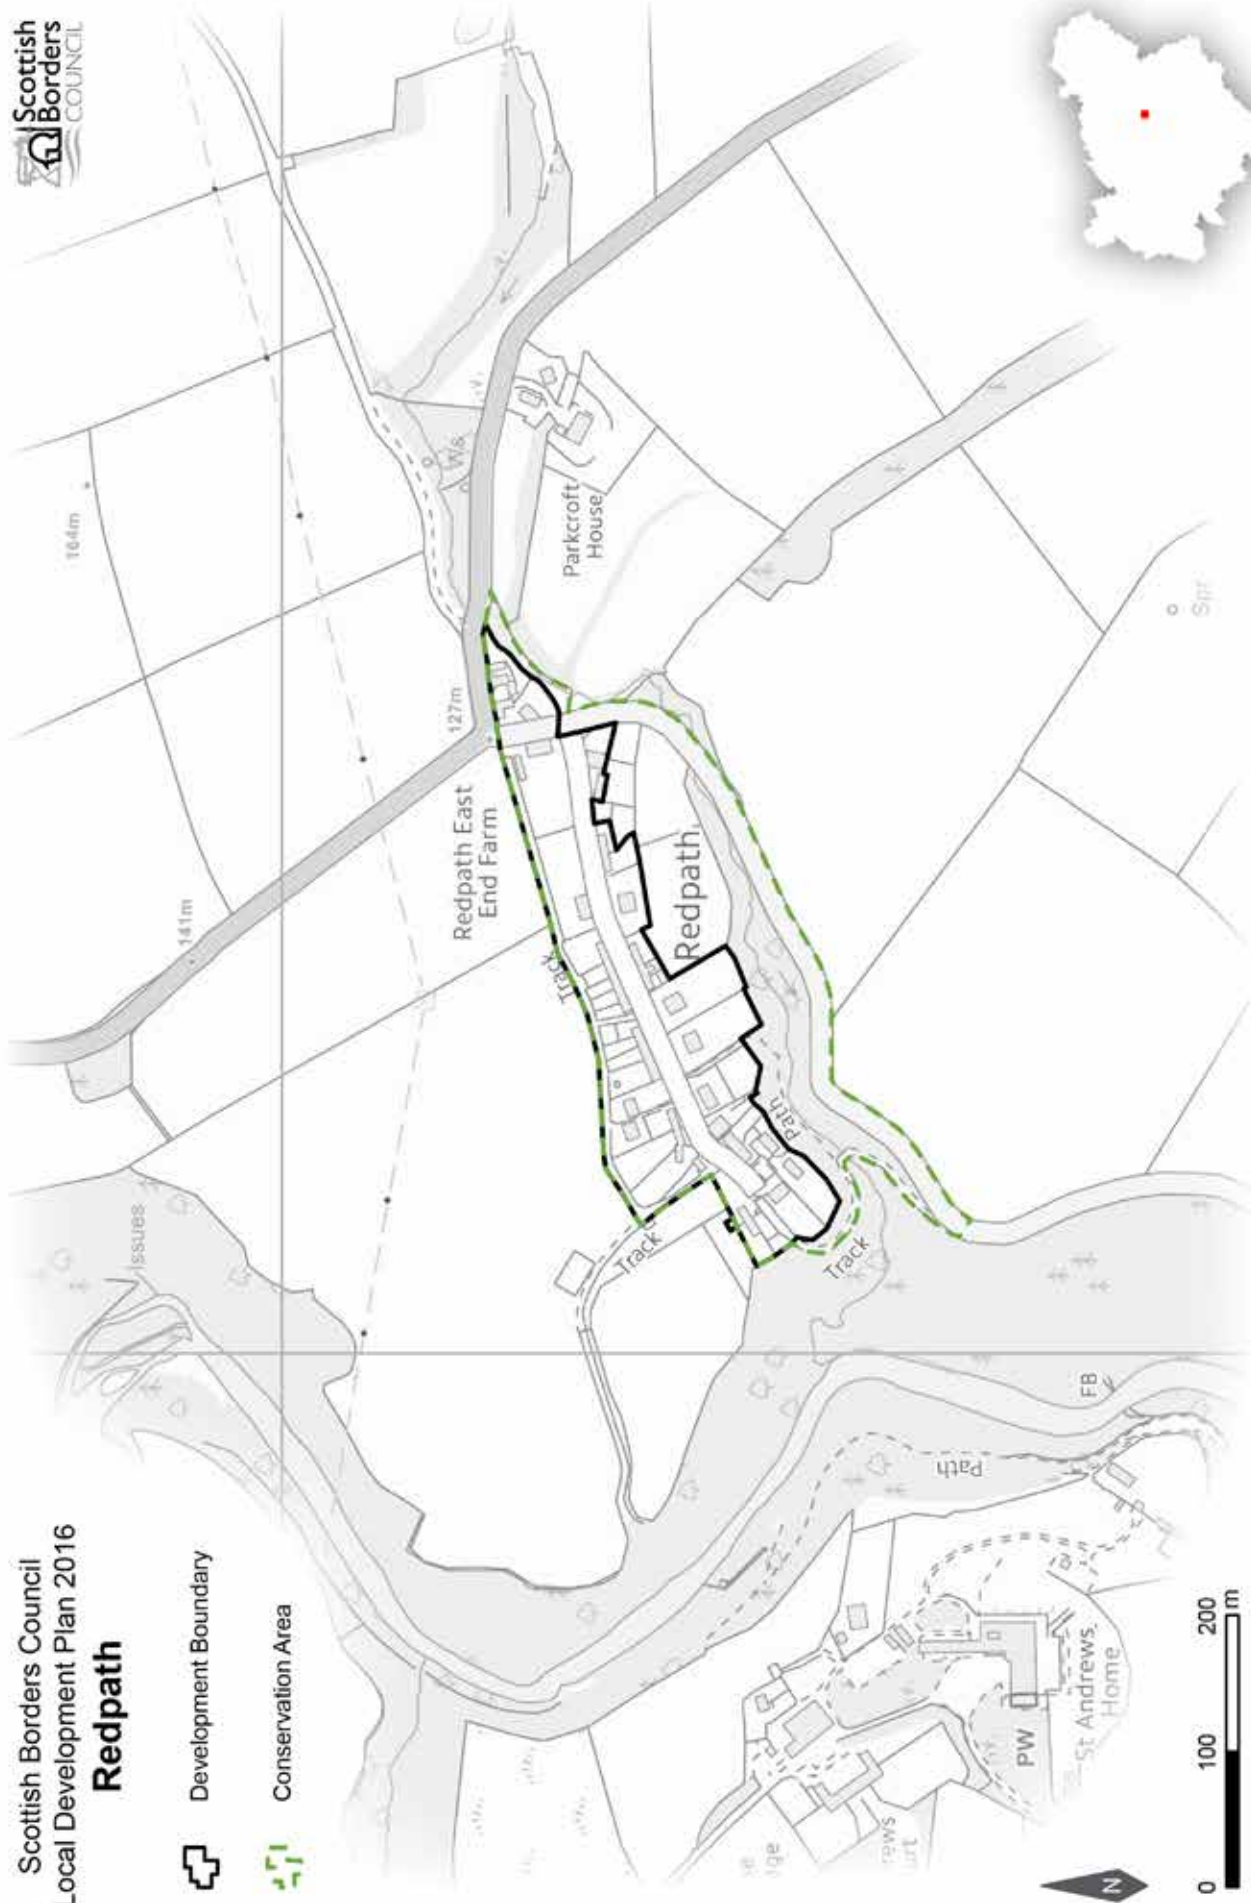 Scottish Borders Council
Local Development Plan 2016
Redpath
Development Boundary
Conservation Area
Scottish
Borders
COUNCIL
Issues
141m
164m
127m
Redpath East
End Farm
Track
Track
Track
Path
Redpath
Ws
Parkcroft
House
Spr
FB
Path
PW
St Andrews
Home
N
0
100
200
m